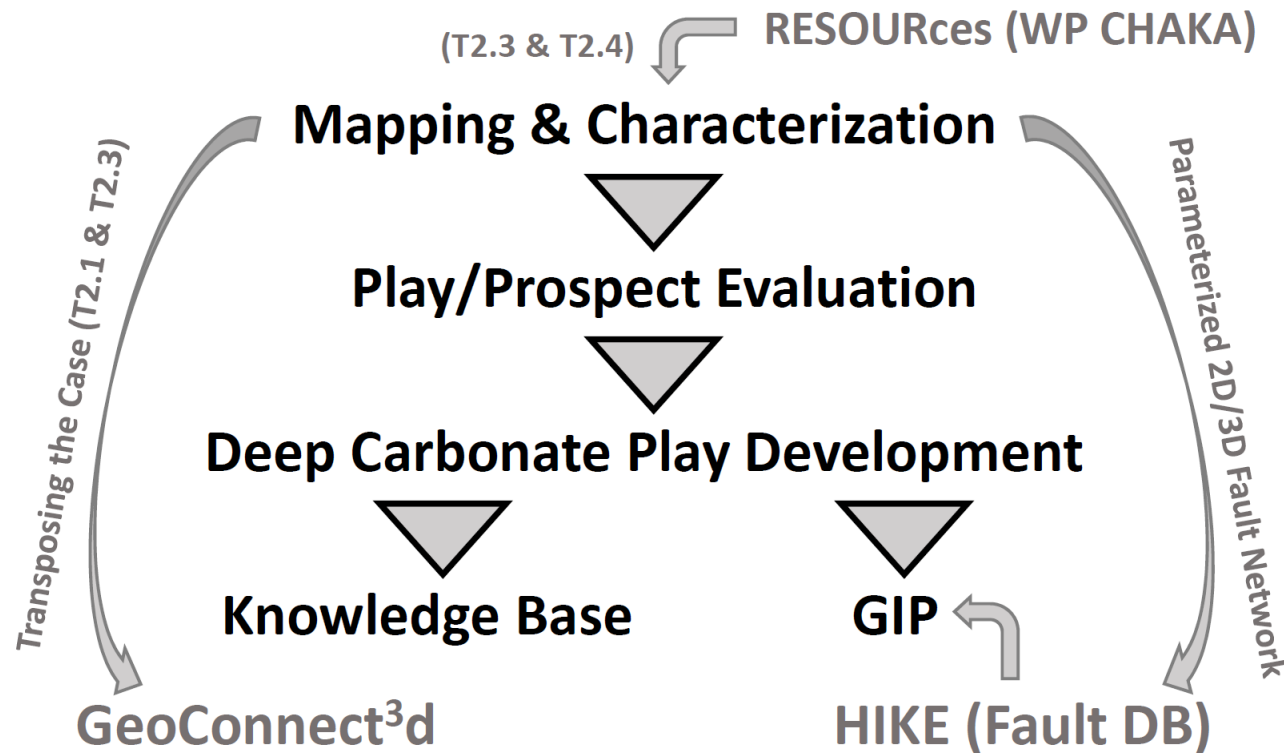 RESOURces (WP CHAKA)
(T2.3 & T2.4)
Mapping & Characterization
Transposing the Case (T2.1 & T2.3)
Parameterized 2D/3D Fault Network
Play/Prospect Evaluation
Deep Carbonate Play Development
Knowledge Base
GIP
GeoConnect³d
HIKE (Fault DB)